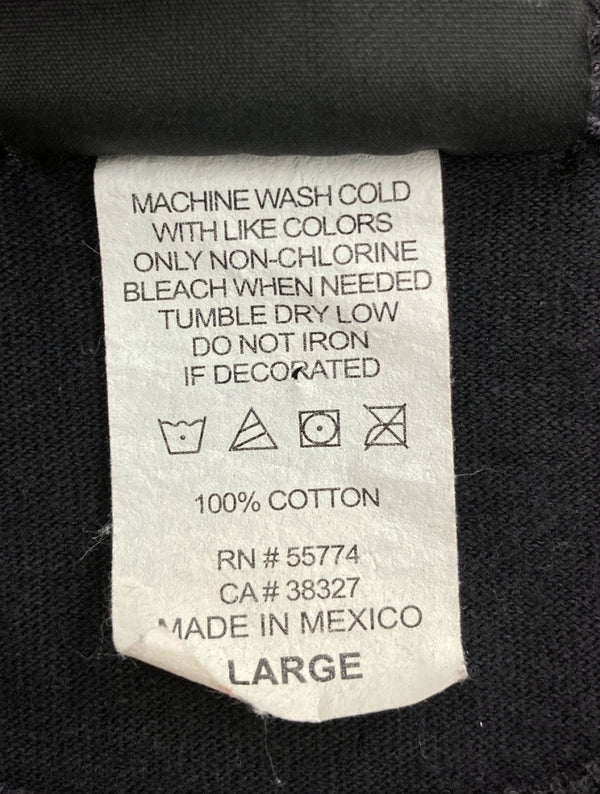 MACHINE WASH COLD
WITH LIKE COLORS
ONLY NON-CHLORINE
BLEACH WHEN NEEDED
TUMBLE DRY LOW
DO NOT IRON
IF DECORATED
100% COTTON
RN # 55774
CA # 38327
MADE IN MEXICO
LARGE